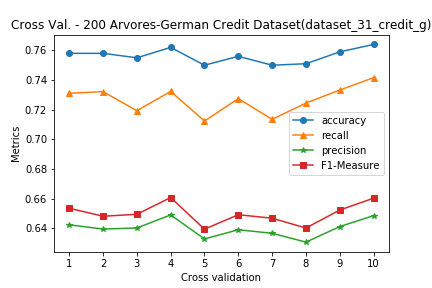 Cross Val. - 200 Arvores-German Credit Dataset(dataset_31_credit_g)
0.76
0.74
0.72
0.70
0.68
0.66
0.64
Metrics
accuracy
recall
precision
F1-Measure
1 2 3 4 5 6 7 8 9 10
Cross validation